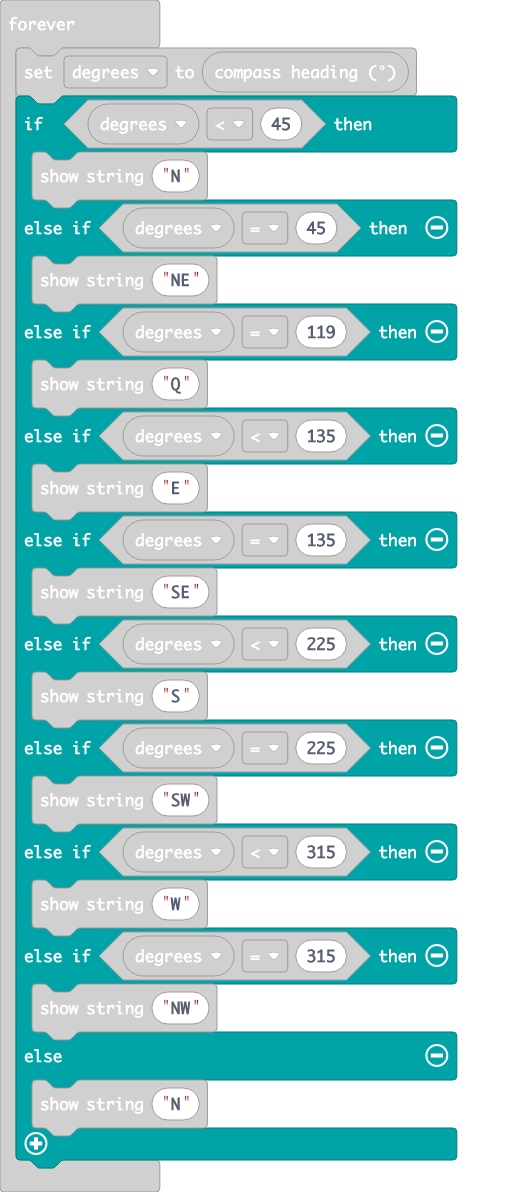 forever
set degrees to compass heading (°)
if degrees < 45 then
show string "N"
else if degrees = 45 then
show string "NE"
else if degrees = 119 then
show string "Q"
else if degrees < 135 then
show string "E"
else if degrees = 135 then
show string "SE"
else if degrees < 225 then
show string "S"
else if degrees = 225 then
show string "SW"
else if degrees < 315 then
show string "W"
else if degrees = 315 then
show string "NW"
else
show string "N"